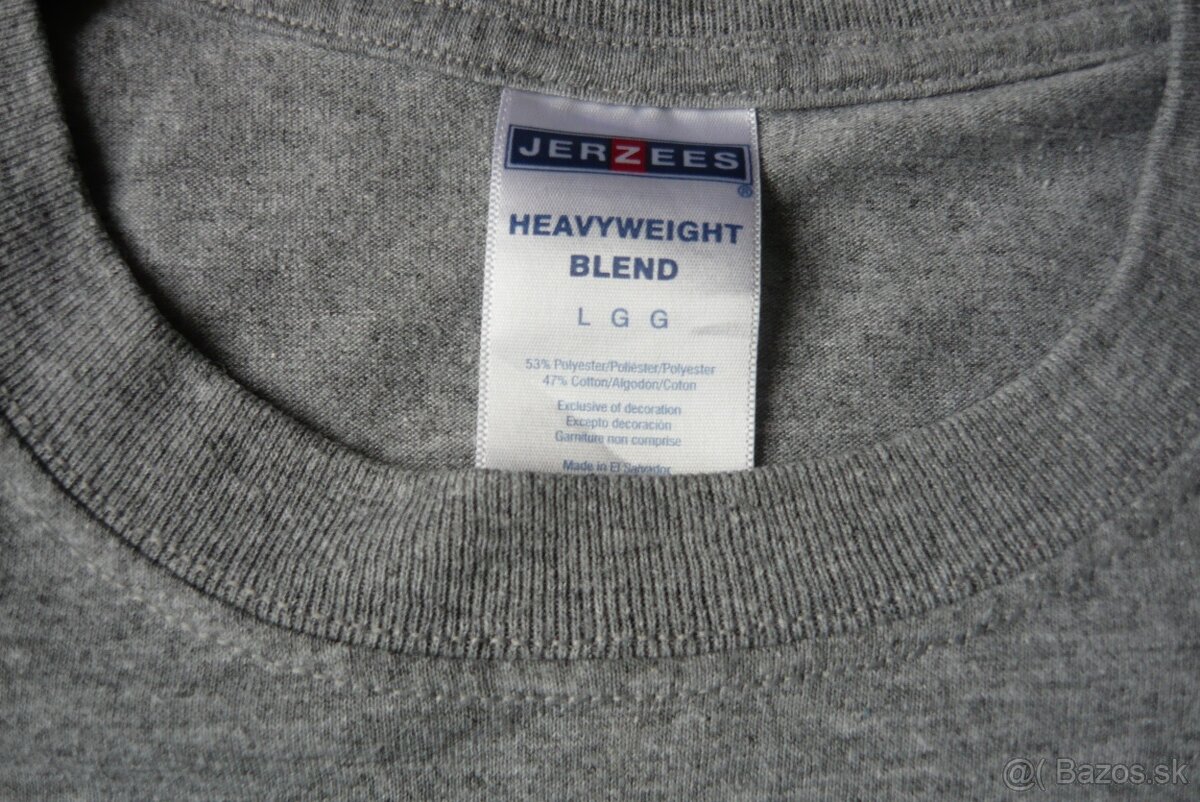 JERZEES
®
HEAVYWEIGHT
BLEND
L G G
53% Polyester/Poliéster/Polyester
47% Cotton/Algodon/Coton
Exclusive of decoration
Excepto decoración
Garniture non comprise
Made in El Salvador
@( Bazos.sk